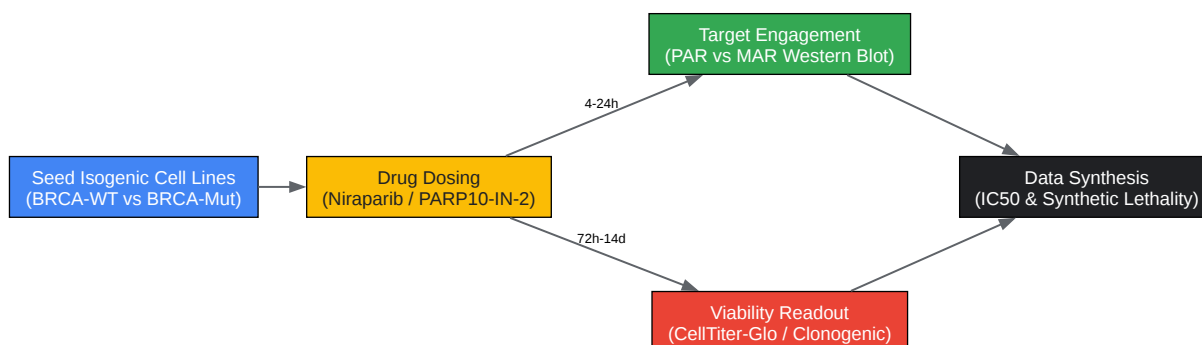 Target Engagement
(PAR vs MAR Western Blot)
4-24h
Seed Isogenic Cell Lines
(BRCA-WT vs BRCA-Mut)
Drug Dosing
(Niraparib / PARP10-IN-2)
Data Synthesis
(IC50 & Synthetic Lethality)
72h-14d
Viability Readout
(CellTiter-Glo / Clonogenic)